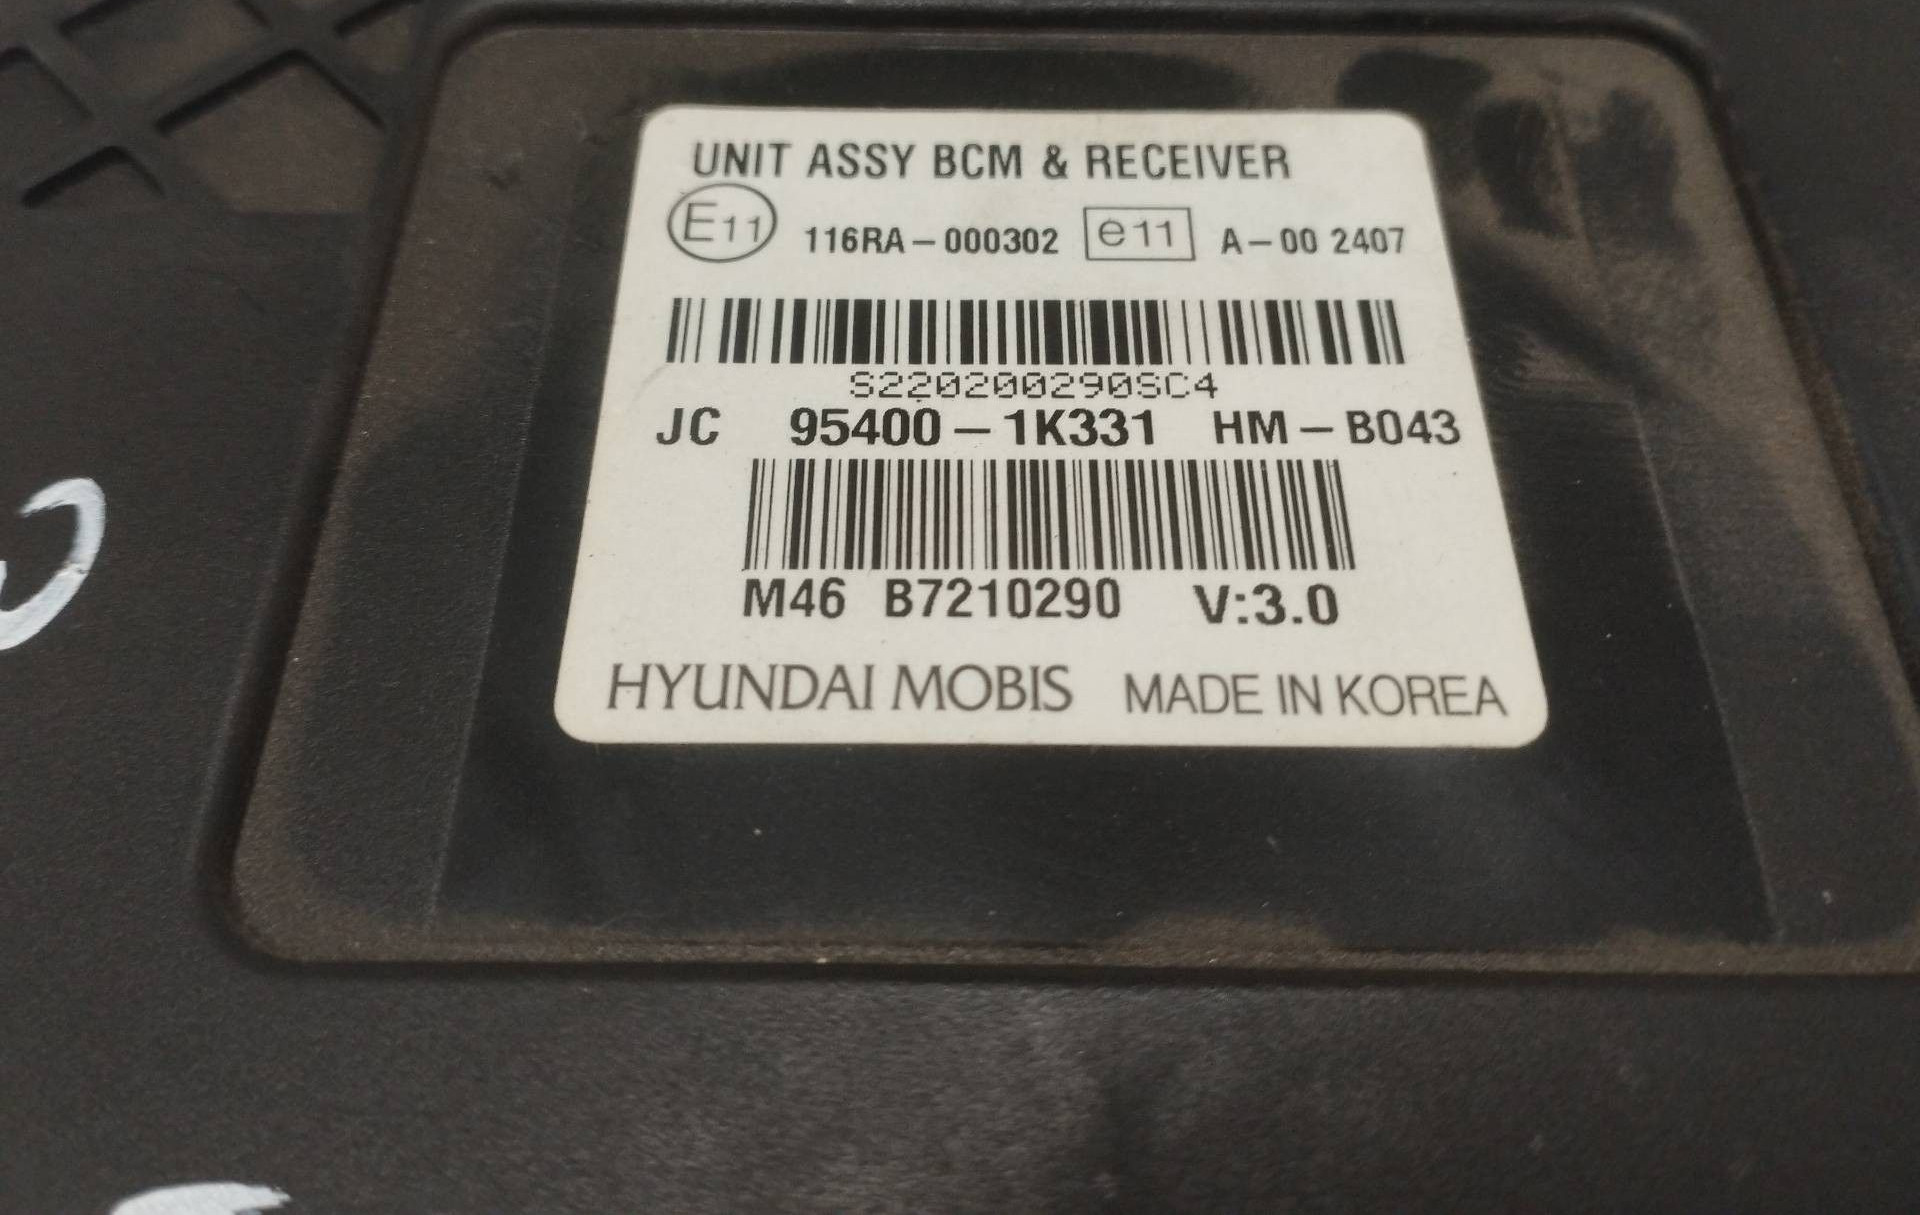 UNIT ASSY BCM & RECEIVER
E11 116RA-000302 e11 A-00 2407
S220200290SC4
JC 95400-1K331 HM-B043
M46 B7210290 V:3.0
HYUNDAI MOBIS MADE IN KOREA